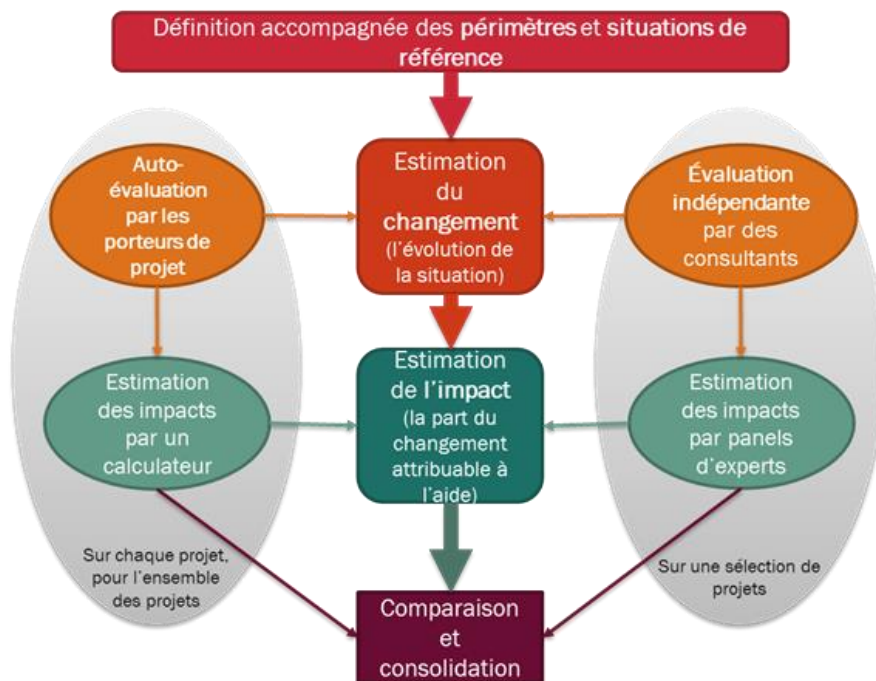 Définition accompagnée des périmètres et situations de
référence
Auto-
évaluation
par les
porteurs de
projet
Estimation
du
changement
(l'évolution de
la situation)
Évaluation
indépendante
par des
consultants
Estimation
des impacts
par un
calculateur
Estimation
de l'impact
(la part du
changement
attribuable à
l'aide)
Estimation
des impacts
par panels
d'experts
Sur chaque projet,
pour l'ensemble
des projets
Sur une sélection de
projets
Comparaison
et
consolidation